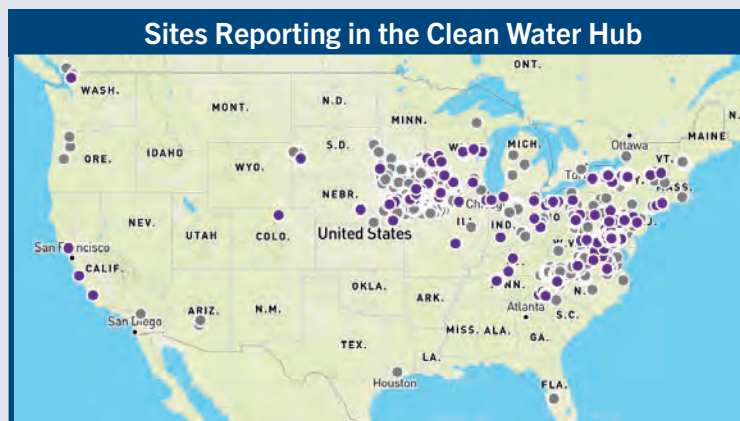 Sites Reporting in the Clean Water Hub
ONT.
WASH.
MONT.
N.D.
MINN.
MICH.
Ottawa
MAINE
VT.
ORE.
IDAHO
WYO.
S.D.
MASS.
NEBR.
NEV.
UTAH
COLO.
United States
IND.
San Francisco
CALIF.
OKLA.
ARK.
Atlanta
S.C.
San Diego
ARIZ.
N.M.
TEX.
MISS.
ALA.
GA.
LA.
Houston
FLA.